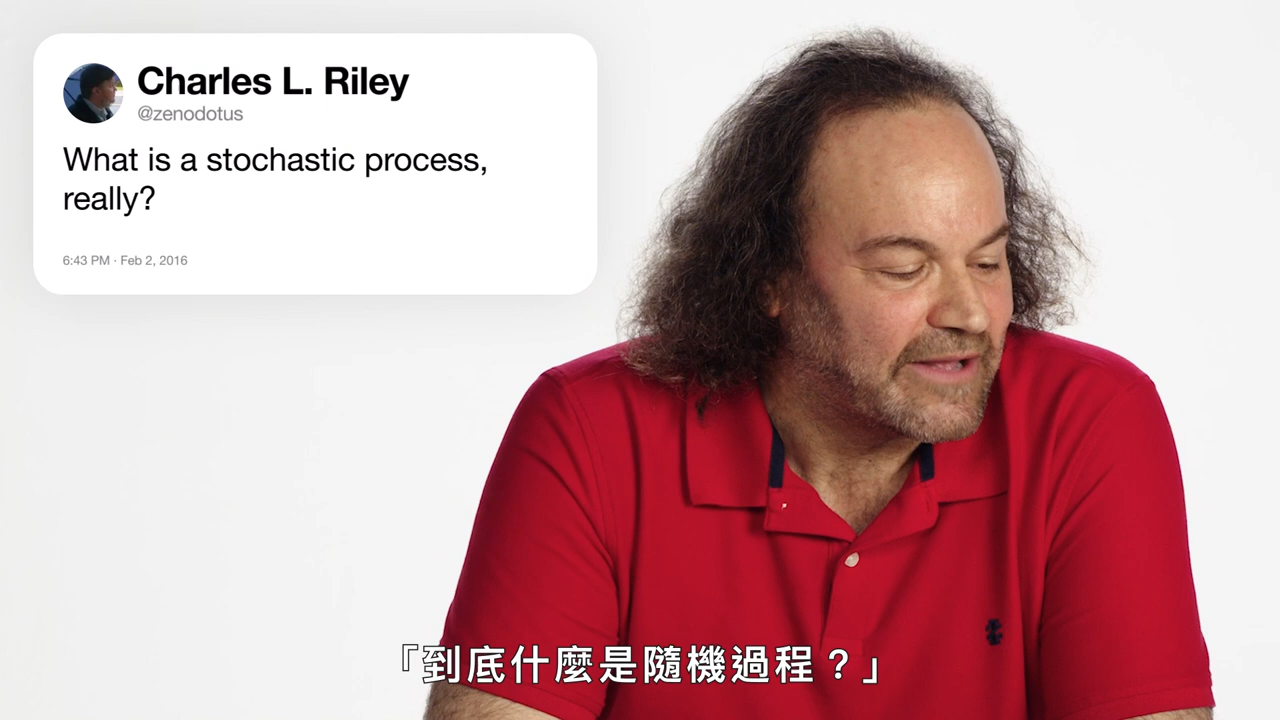 Charles L. Riley
@zenodotus
What is a stochastic process,
really?
6:43 PM · Feb 2, 2016
「到底什麼是隨機過程？」